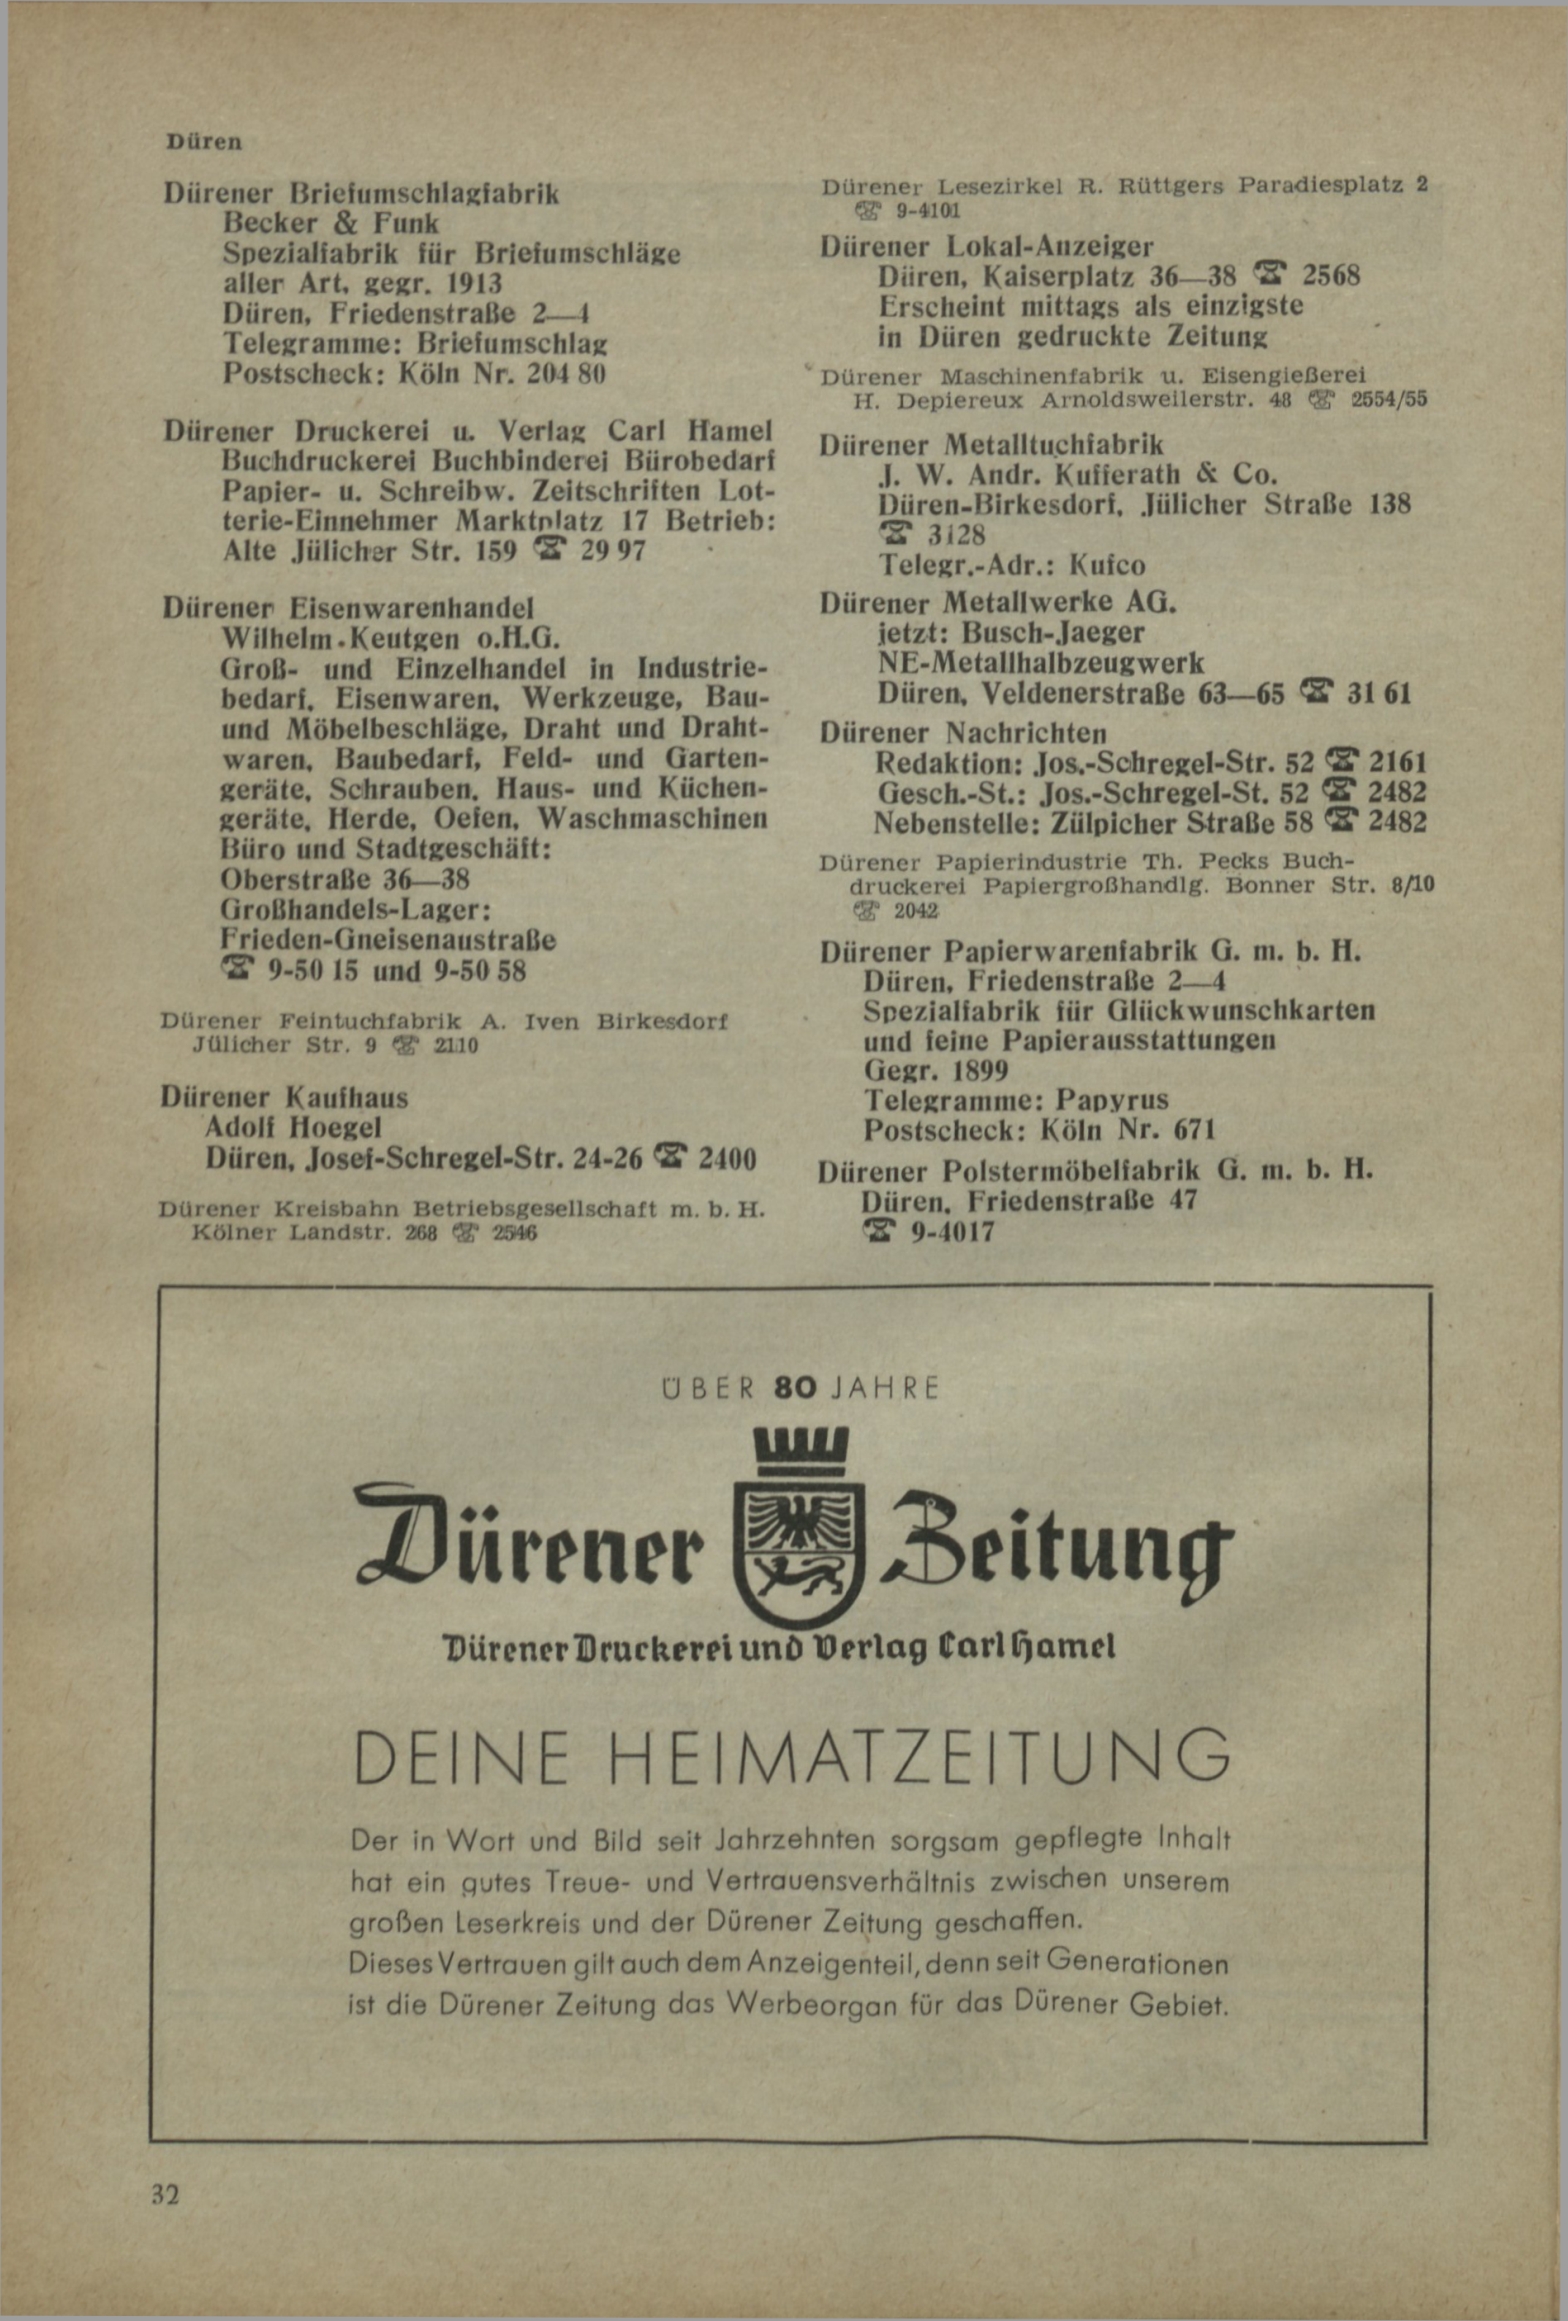 Düren
Dürener Briefumschlagfabrik
Becker & Funk
Spezialfabrik für Briefumschläge
aller Art, gegr. 1913
Düren, Friedenstraße 2—4
Telegramme: Briefumschlag
Postscheck: Köln Nr. 204 80
Dürener Druckerei u. Verlag Carl Hamel
Buchdruckerei Buchbinderei Bürobedarf
Papier- u. Schreibw. Zeitschriften Lot-
terie-Einnehmer Marktplatz 17 Betrieb:
Alte Jülicher Str. 159 ☎ 29 97
Dürener Eisenwarenhandel
Wilhelm Keutgen o.H.G.
Groß- und Einzelhandel in Industrie-
bedarf, Eisenwaren, Werkzeuge, Bau-
und Möbelbeschläge, Draht und Draht-
waren, Baubedarf, Feld- und Garten-
geräte, Schrauben, Haus- und Küchen-
geräte, Herde, Oefen, Waschmaschinen
Büro und Stadtgeschäft:
Oberstraße 36—38
Großhandels-Lager:
Frieden-Gneisenaustraße
☎ 9-50 15 und 9-50 58
Dürener Feintuchfabrik A. Iven Birkesdorf
Jülicher Str. 9 ☎ 2110
Dürener Kaufhaus
Adolf Hoegel
Düren, Josef-Schregel-Str. 24-26 ☎ 2400
Dürener Kreisbahn Betriebsgesellschaft m. b. H.
Kölner Landstr. 268 ☎ 2546
Dürener Lesezirkel R. Rüttgers Paradiesplatz 2
☎ 9-4101
Dürener Lokal-Anzeiger
Düren, Kaiserplatz 36—38 ☎ 2568
Erscheint mittags als einzigste
in Düren gedruckte Zeitung
Dürener Maschinenfabrik u. Eisengießerei
H. Depiereux Arnoldsweilerstr. 48 ☎ 2554/55
Dürener Metalltuchfabrik
J. W. Andr. Kufferath & Co.
Düren-Birkesdorf, Jülicher Straße 138
☎ 3128
Telegr.-Adr.: Kufco
Dürener Metallwerke AG.
jetzt: Busch-Jaeger
NE-Metallhalbzeugwerk
Düren, Veldenerstraße 63—65 ☎ 31 61
Dürener Nachrichten
Redaktion: Jos.-Schregel-Str. 52 ☎ 2161
Gesch.-St.: Jos.-Schregel-St. 52 ☎ 2482
Nebenstelle: Zülpicher Straße 58 ☎ 2482
Dürener Papierindustrie Th. Pecks Buch-
druckerei Papiergroßhandlg. Bonner Str. 8/10
☎ 2042
Dürener Papierwarenfabrik G. m. b. H.
Düren, Friedenstraße 2—4
Spezialfabrik für Glückwunschkarten
und feine Papierausstattungen
Gegr. 1899
Telegramme: Papyrus
Postscheck: Köln Nr. 671
Dürener Polstermöbelfabrik G. m. b. H.
Düren, Friedenstraße 47
☎ 9-4017
ÜBER 80 JAHRE
Dürener Zeitung
Dürener Druckerei und Verlag Carl Hamel
DEINE HEIMATZEITUNG
Der in Wort und Bild seit Jahrzehnten sorgsam gepflegte Inhalt
hat ein gutes Treue- und Vertrauensverhältnis zwischen unserem
großen Leserkreis und der Dürener Zeitung geschaffen.
Dieses Vertrauen gilt auch dem Anzeigenteil, denn seit Generationen
ist die Dürener Zeitung das Werbeorgan für das Dürener Gebiet.
32